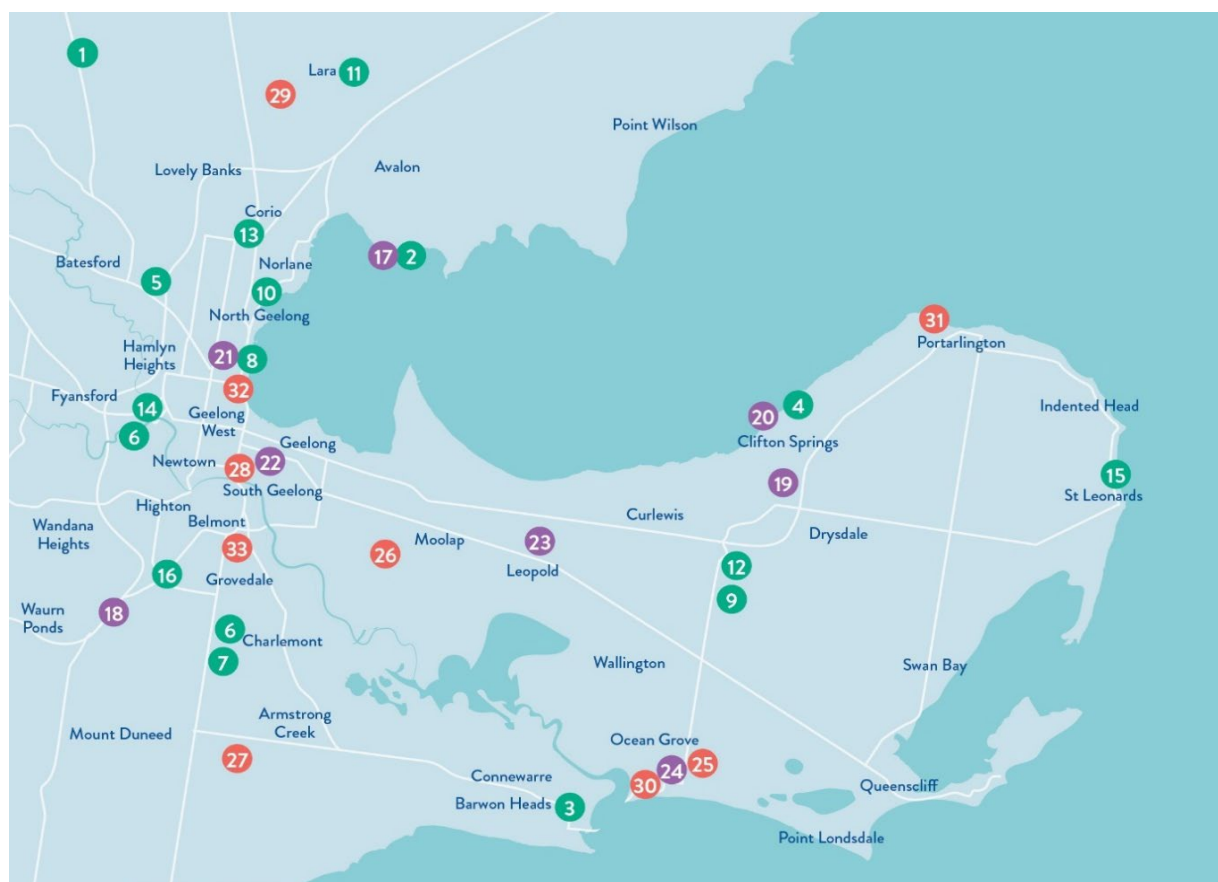 1
Lara
11
29
Point Wilson
Lovely Banks
Avalon
Corio
13
17
2
Batesford
5
Norlane
10
North Geelong
31
Portarlington
Hamlyn
Heights
21
8
32
Fyansford
14
6
Geelong
West
20
4
Clifton Springs
Indented Head
Geelong
Newtown
28
22
South Geelong
19
15
St Leonards
Highton
Belmont
Wandana
Heights
33
Grovedale
26
Moolap
23
Leopold
Curlewis
Drysdale
12
9
16
18
Waurn
Ponds
6
Charlemont
7
Wallington
Swan Bay
Mount Duneed
Armstrong
Creek
27
Ocean Grove
24
25
30
Connewarre
Barwon Heads
3
Queenscliff
Point Londsdale